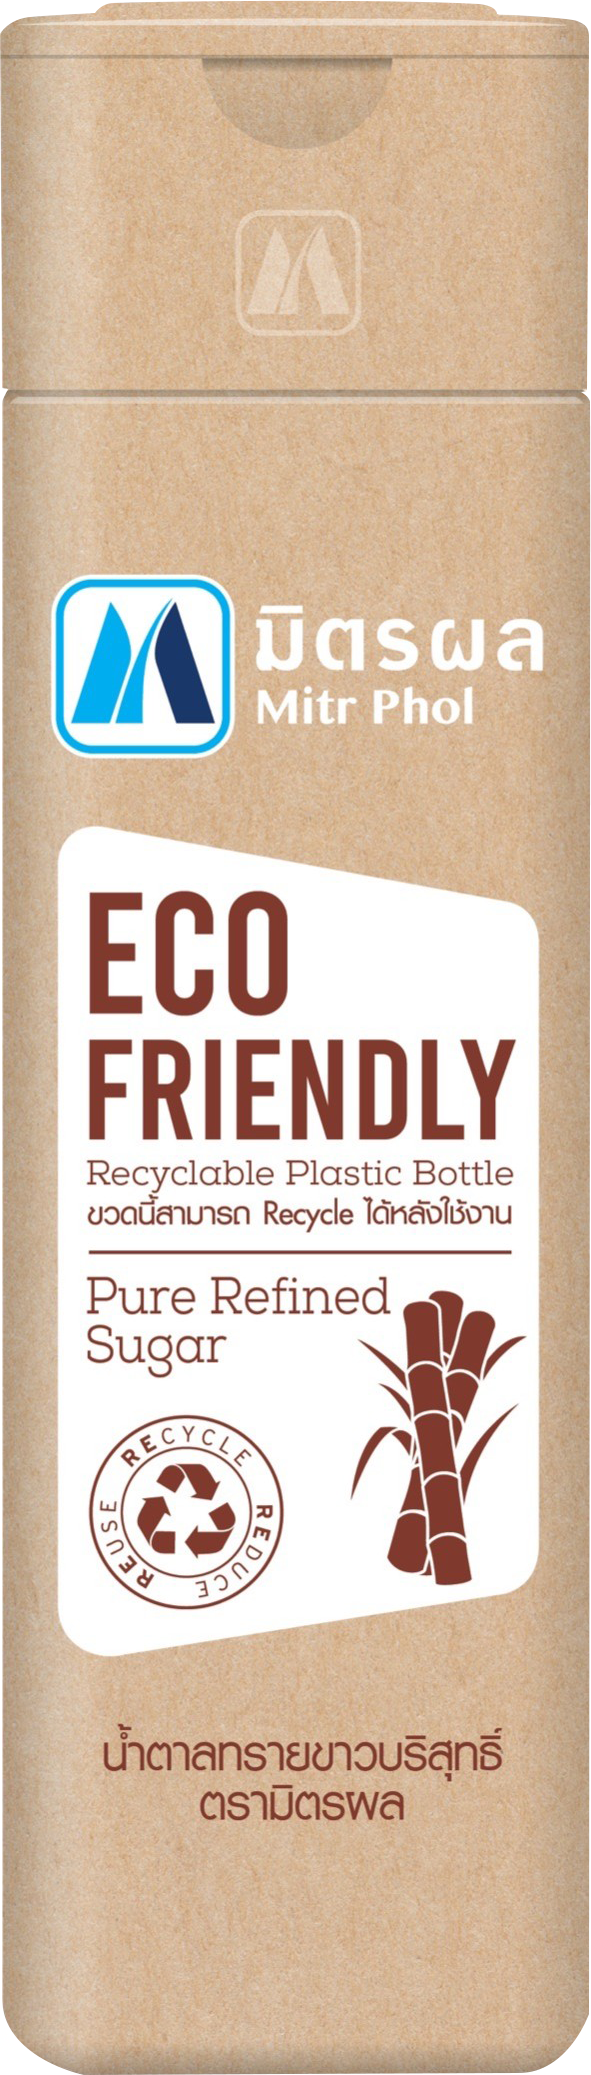 มิตรผล
Mitr Phol
ECO
FRIENDLY
Recyclable Plastic Bottle
ขวดนี้สามารถ Recycle ได้หลังใช้งาน
Pure Refined
Sugar
RECYCLE
REDUCE
REUSE
น้ำตาลทรายขาวบริสุทธิ์
ตรามิตรผล